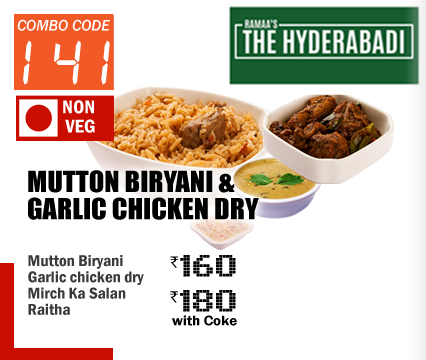 COMBO CODE
141
RAMAA'S
THE HYDERABADI
NON
VEG
MUTTON BIRYANI &
GARLIC CHICKEN DRY
Mutton Biryani
Garlic chicken dry
Mirch Ka Salan
Raitha
₹160
₹180
with Coke